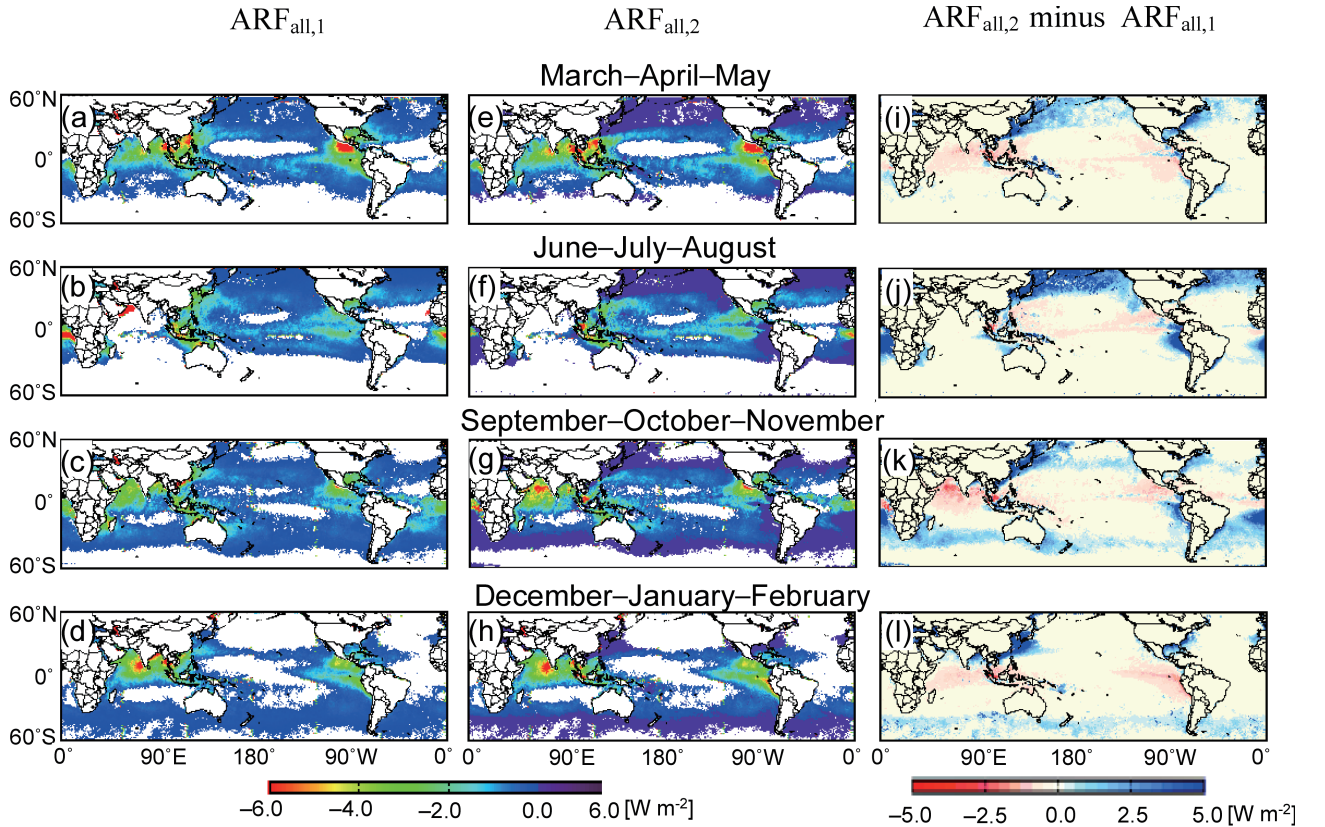 ARFall,1 ARFall,2 ARFall,2 minus ARFall,1
March–April–May
60˚N (a) (e) (i)
0˚
60˚S
June–July–August
60˚N (b) (f) (j)
0˚
60˚S
September–October–November
60˚N (c) (g) (k)
0˚
60˚S
December–January–February
60˚N (d) (h) (l)
0˚
60˚S
0˚ 90˚E 180˚ 90˚W 0˚ 90˚E 180˚ 90˚W 0˚ 0˚ 90˚E 180˚ 90˚W 0˚
–6.0 –4.0 –2.0 0.0 6.0 [W m-2] –5.0 –2.5 0.0 2.5 5.0 [W m-2]